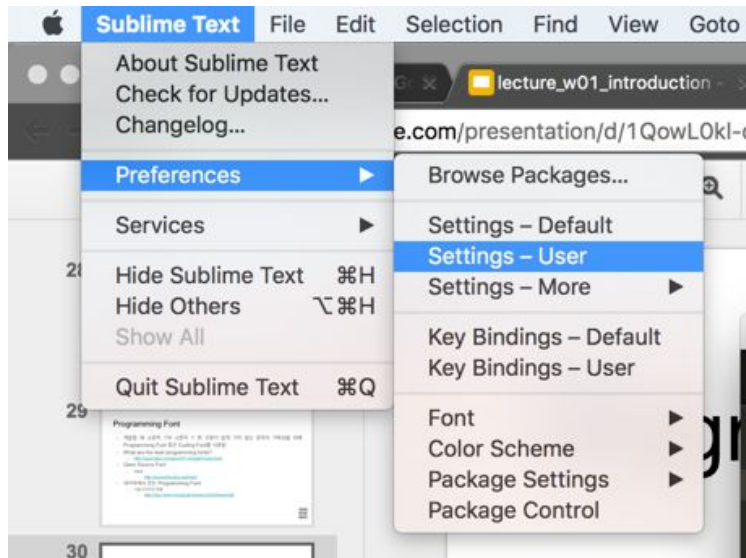 Sublime Text File Edit Selection Find View Goto
About Sublime Text
Check for Updates...
Changelog...
Preferences
Services
Hide Sublime Text ⌘H
Hide Others ⌥⌘H
Show All
Quit Sublime Text ⌘Q
lecture_w01_introduction -
e.com/presentation/d/1QowL0kI-
Browse Packages...
Settings – Default
Settings – User
Settings – More
Key Bindings – Default
Key Bindings – User
Font
Color Scheme
Package Settings
Package Control
28
29
Programming Font
30